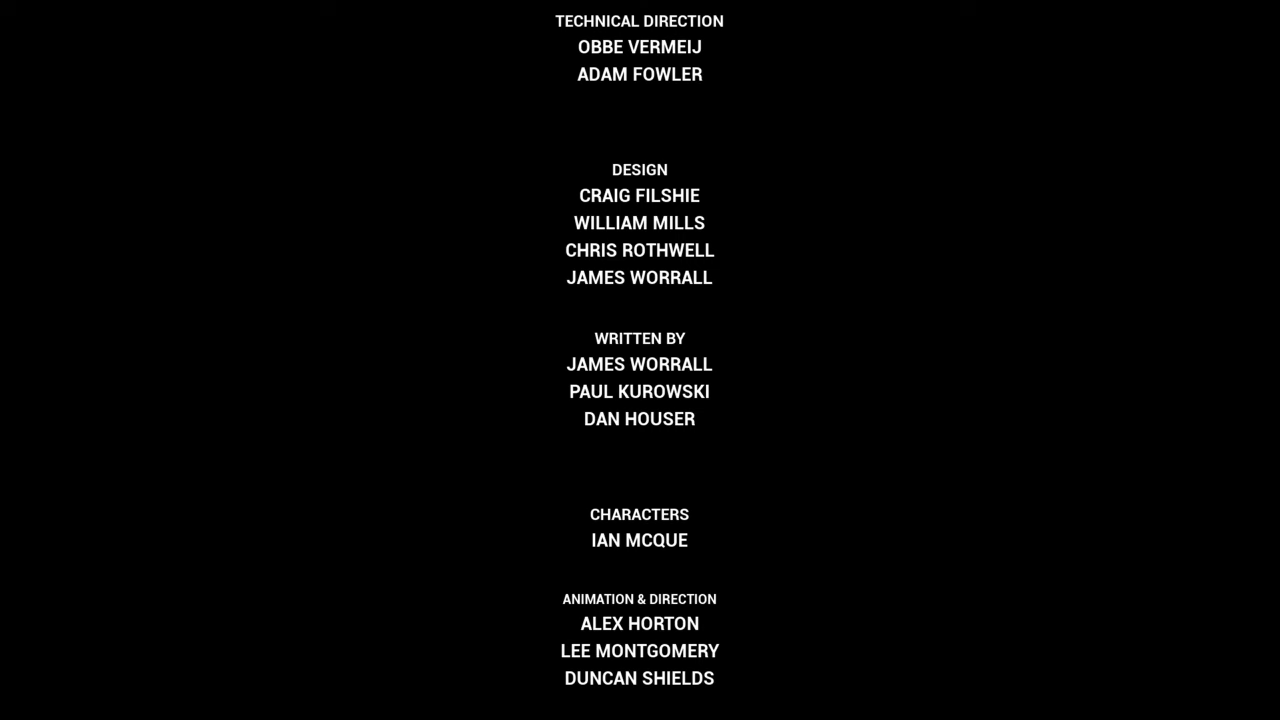 TECHNICAL DIRECTION
OBBE VERMEIJ
ADAM FOWLER
DESIGN
CRAIG FILSHIE
WILLIAM MILLS
CHRIS ROTHWELL
JAMES WORRALL
WRITTEN BY
JAMES WORRALL
PAUL KUROWSKI
DAN HOUSER
CHARACTERS
IAN MCQUE
ANIMATION & DIRECTION
ALEX HORTON
LEE MONTGOMERY
DUNCAN SHIELDS